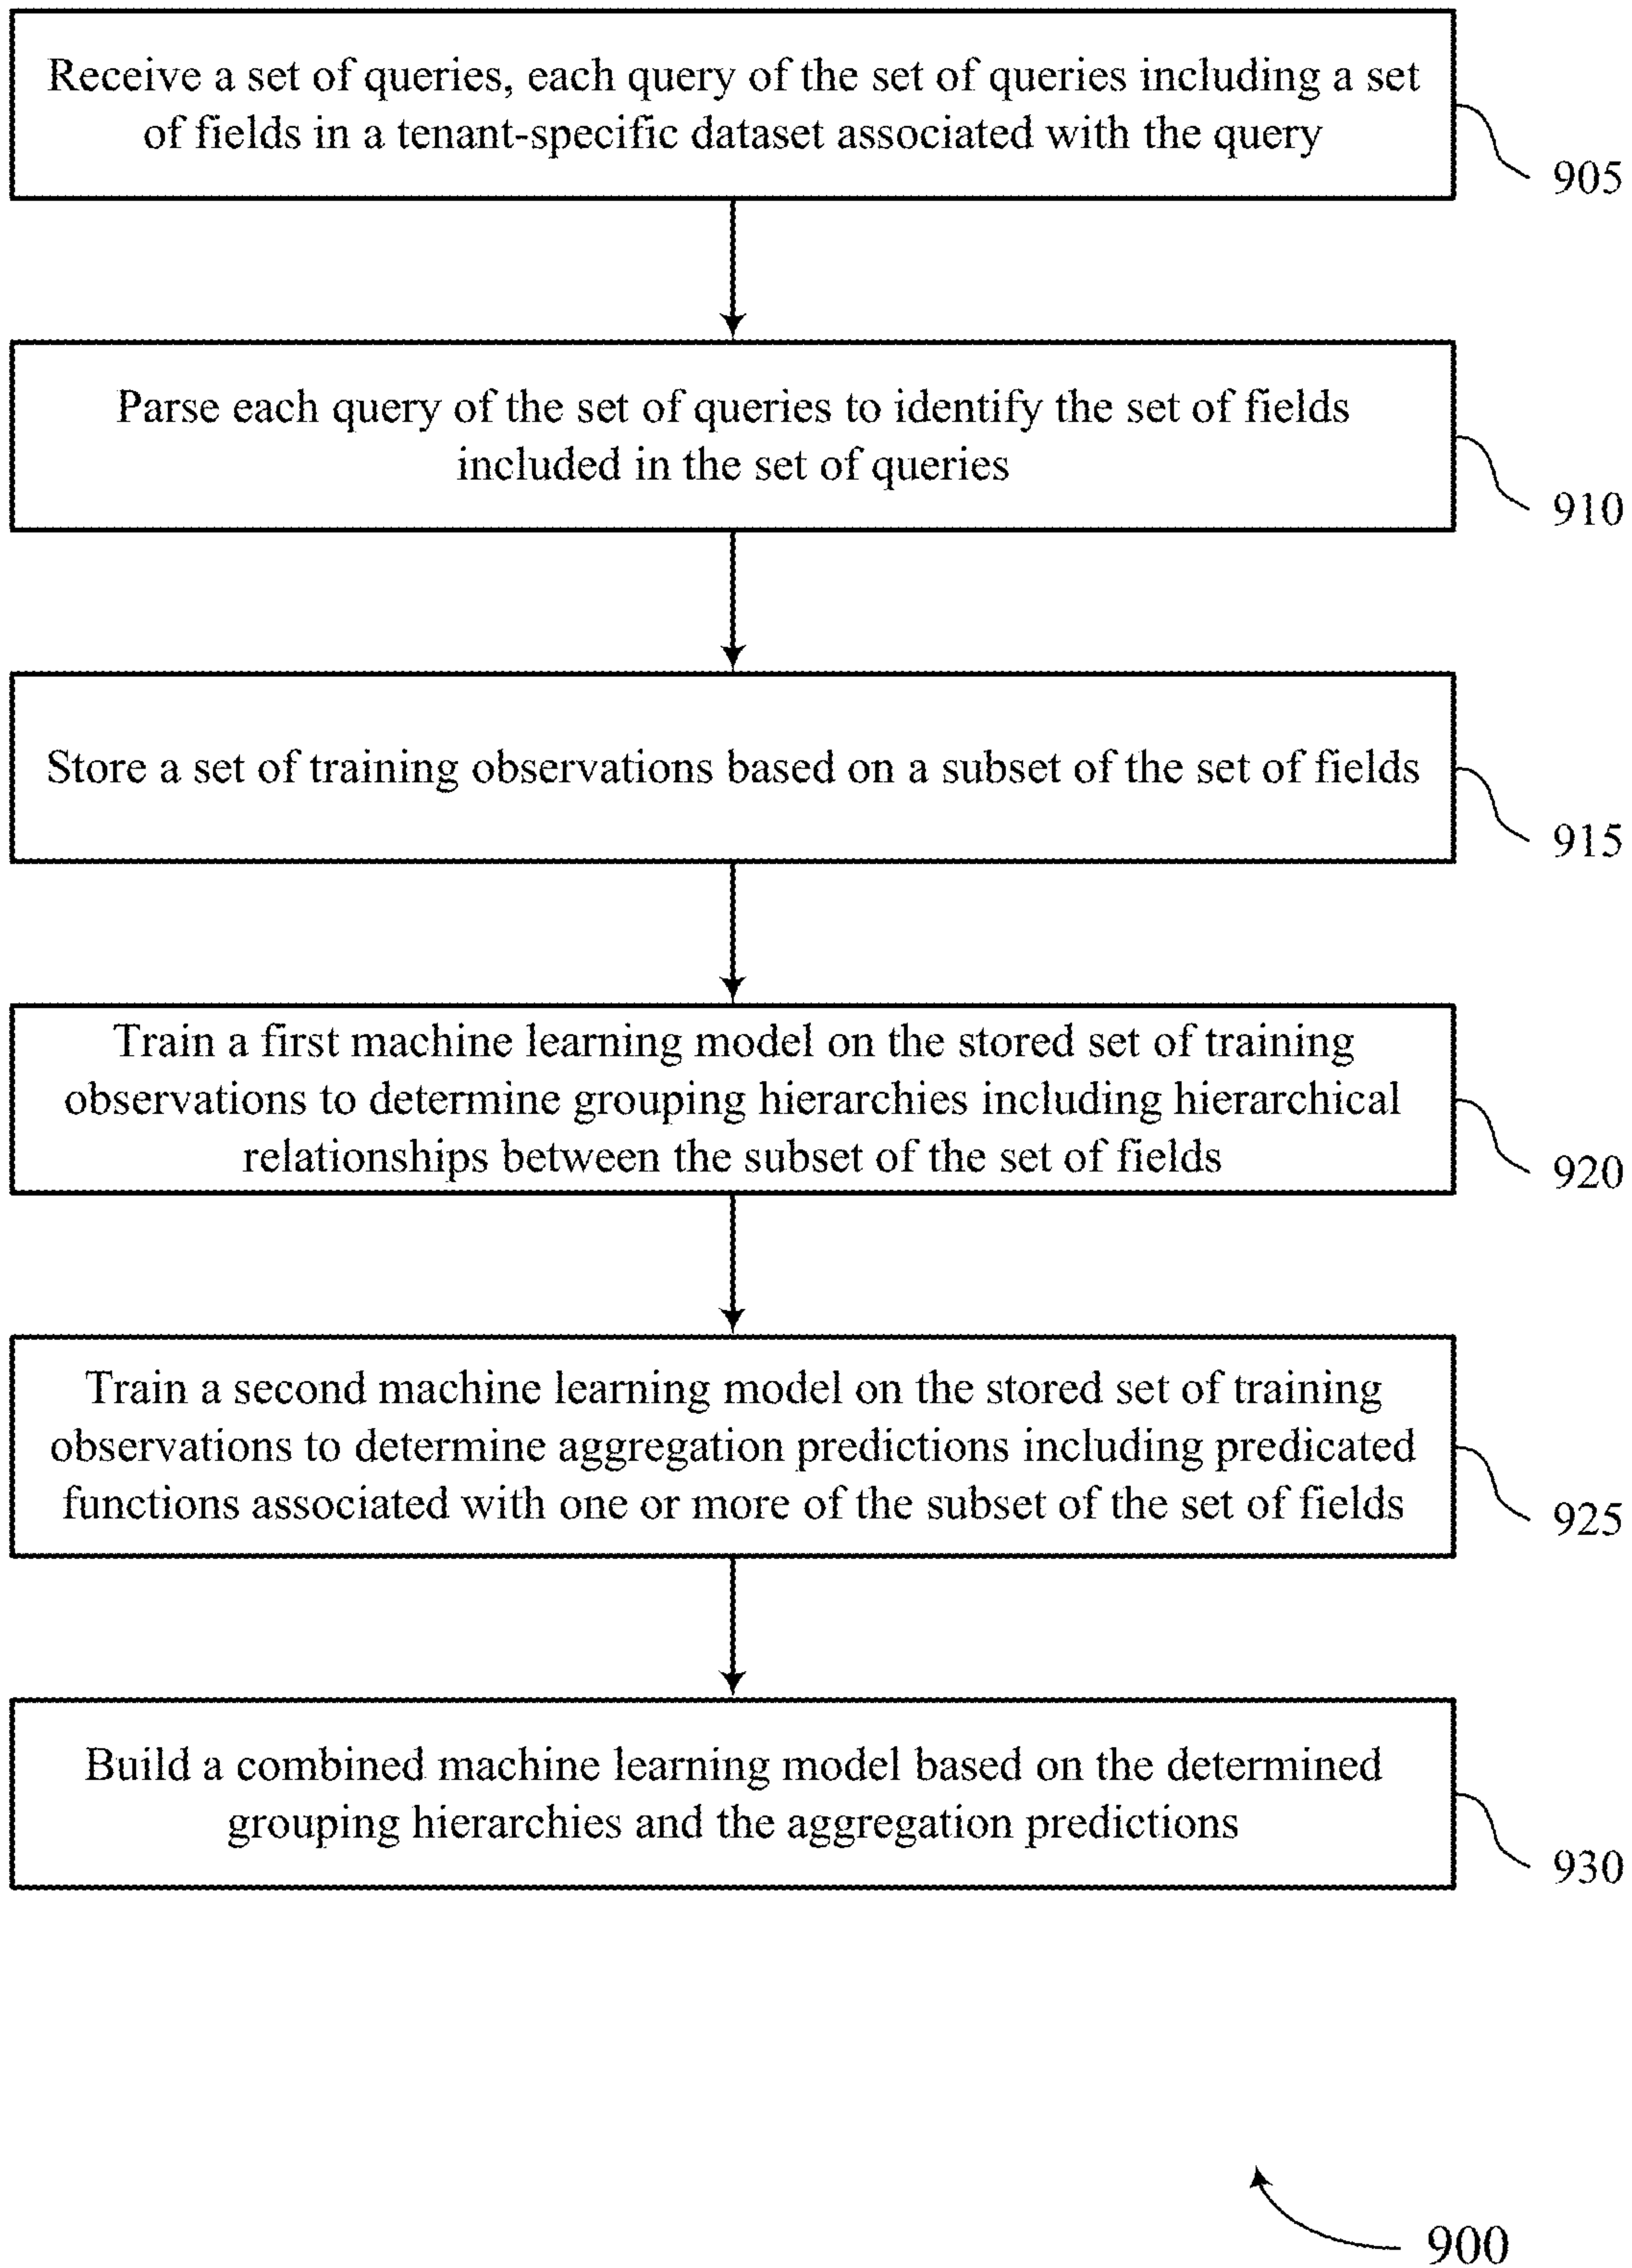 Receive a set of queries, each query of the set of queries including a set
of fields in a tenant-specific dataset associated with the query
905
Parse each query of the set of queries to identify the set of fields
included in the set of queries
910
Store a set of training observations based on a subset of the set of fields
915
Train a first machine learning model on the stored set of training
observations to determine grouping hierarchies including hierarchical
relationships between the subset of the set of fields
920
Train a second machine learning model on the stored set of training
observations to determine aggregation predictions including predicated
functions associated with one or more of the subset of the set of fields
925
Build a combined machine learning model based on the determined
grouping hierarchies and the aggregation predictions
930
900